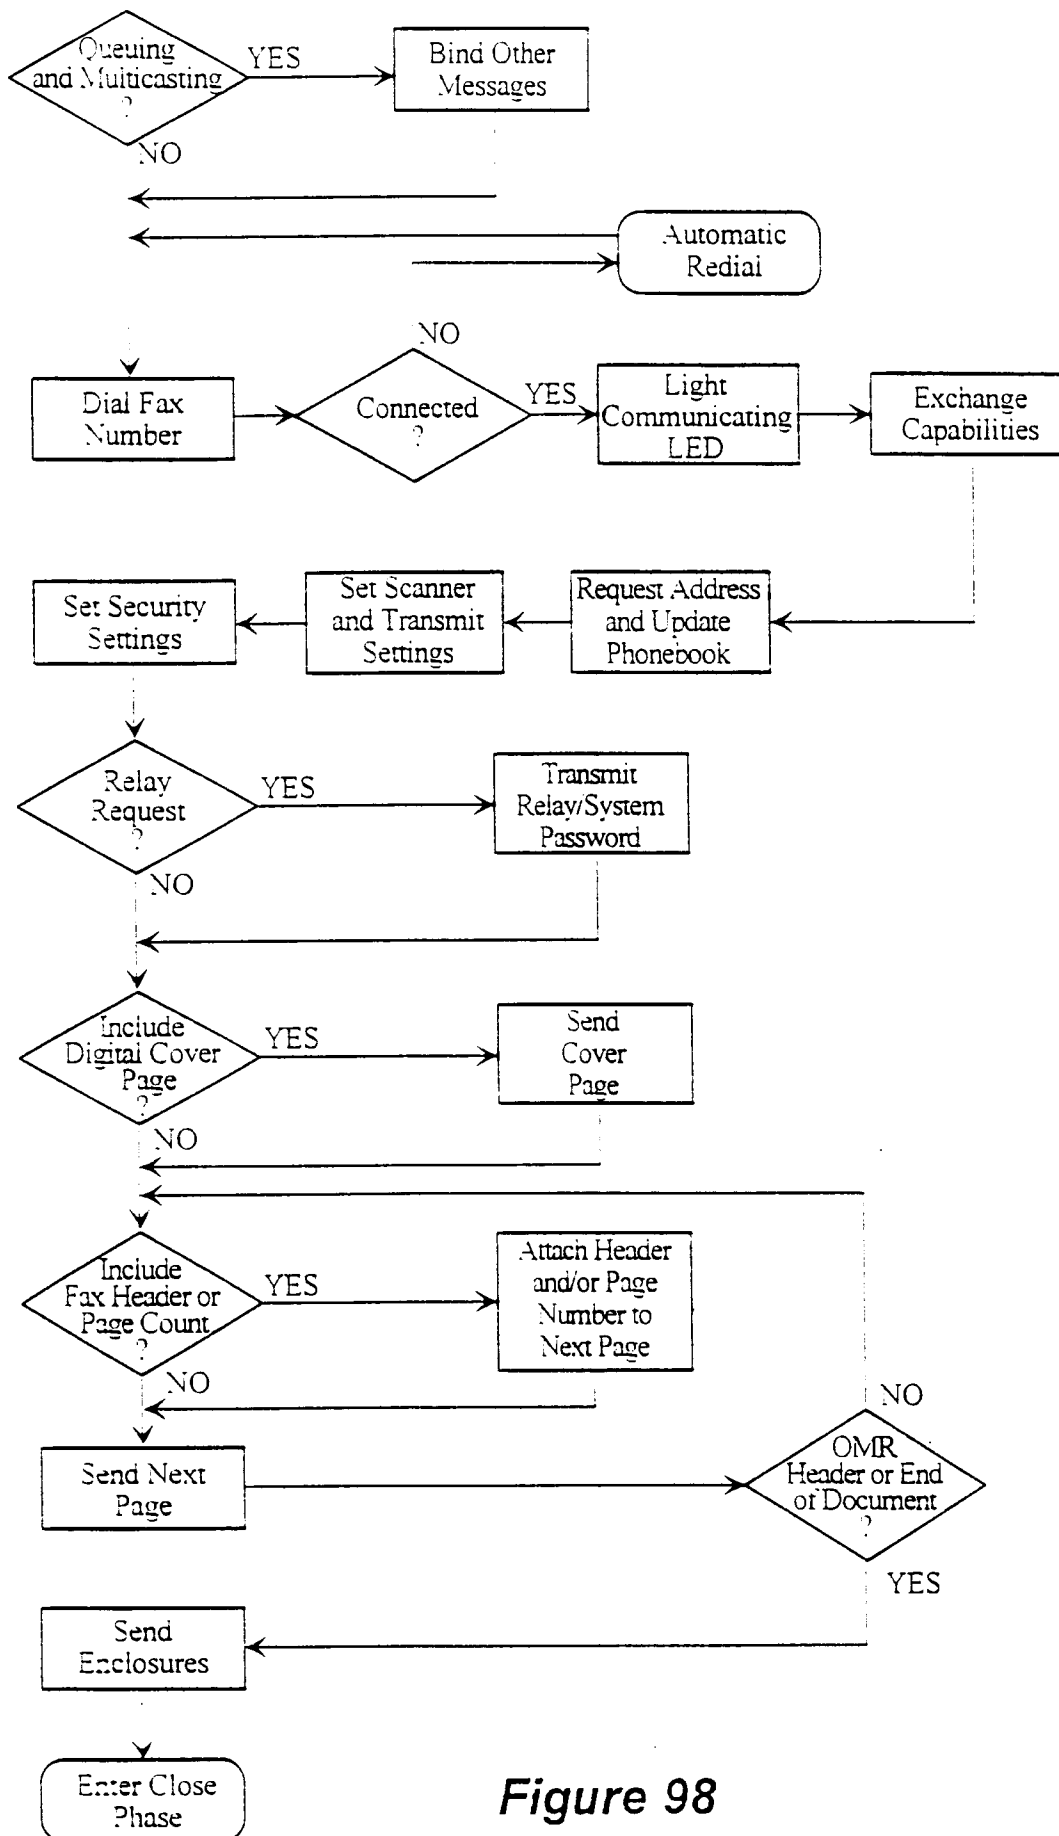 Queuing
and Multicasting
?
YES
Bind Other
Messages
NO
Automatic
Redial
NO
Dial Fax
Number
Connected
?
YES
Light
Communicating
LED
Exchange
Capabilities
Set Security
Settings
Set Scanner
and Transmit
Settings
Request Address
and Update
Phonebook
Relay
Request
?
YES
Transmit
Relay/System
Password
NO
Include
Digital Cover
Page
?
YES
Send
Cover
Page
NO
Include
Fax Header or
Page Count
?
YES
Attach Header
and/or Page
Number to
Next Page
NO
NO
Send Next
Page
OMR
Header or End
of Document
?
YES
Send
Enclosures
Enter Close
Phase
Figure 98